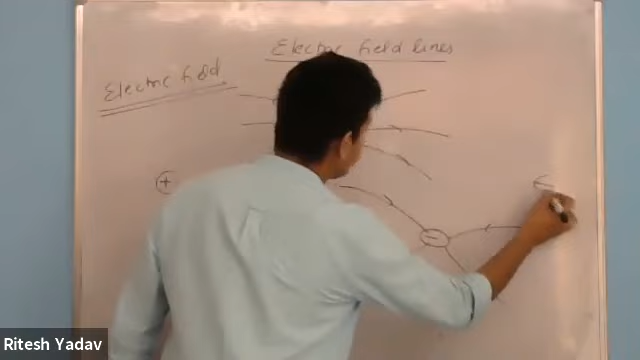 Electric field lines
Electric field
+
−
Ritesh Yadav